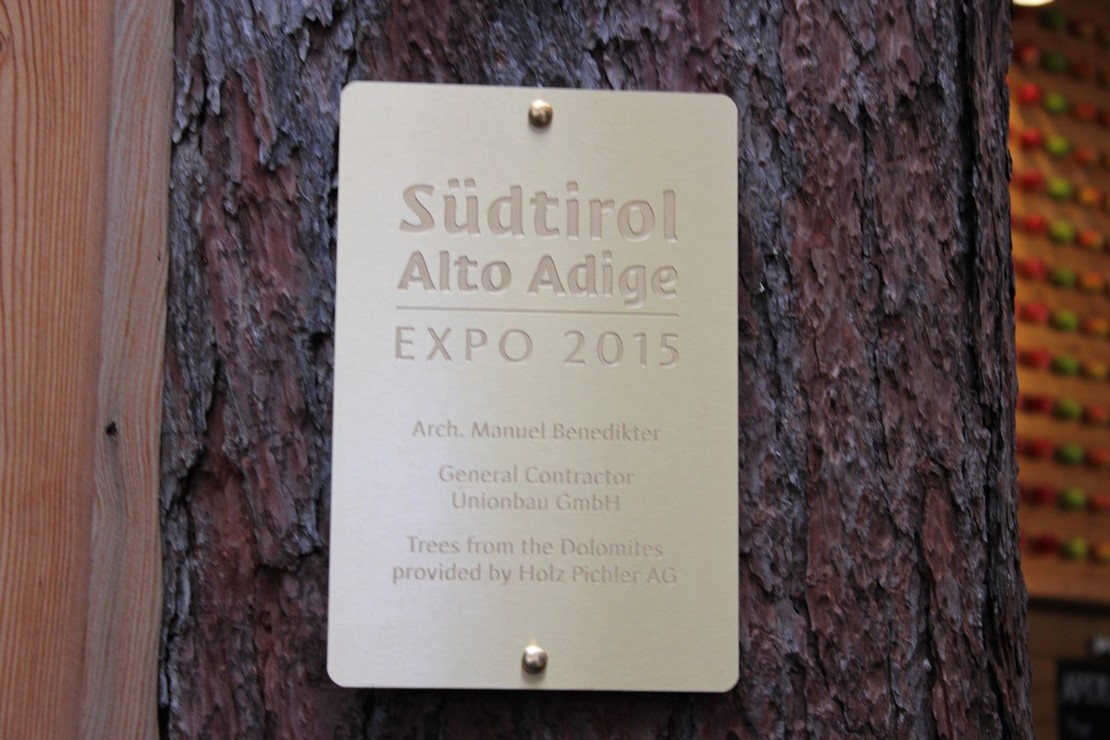 Südtirol
Alto Adige
EXPO 2015
Arch. Manuel Benedikter
General Contractor
Unionbau GmbH
Trees from the Dolomites
provided by Holz Pichler AG